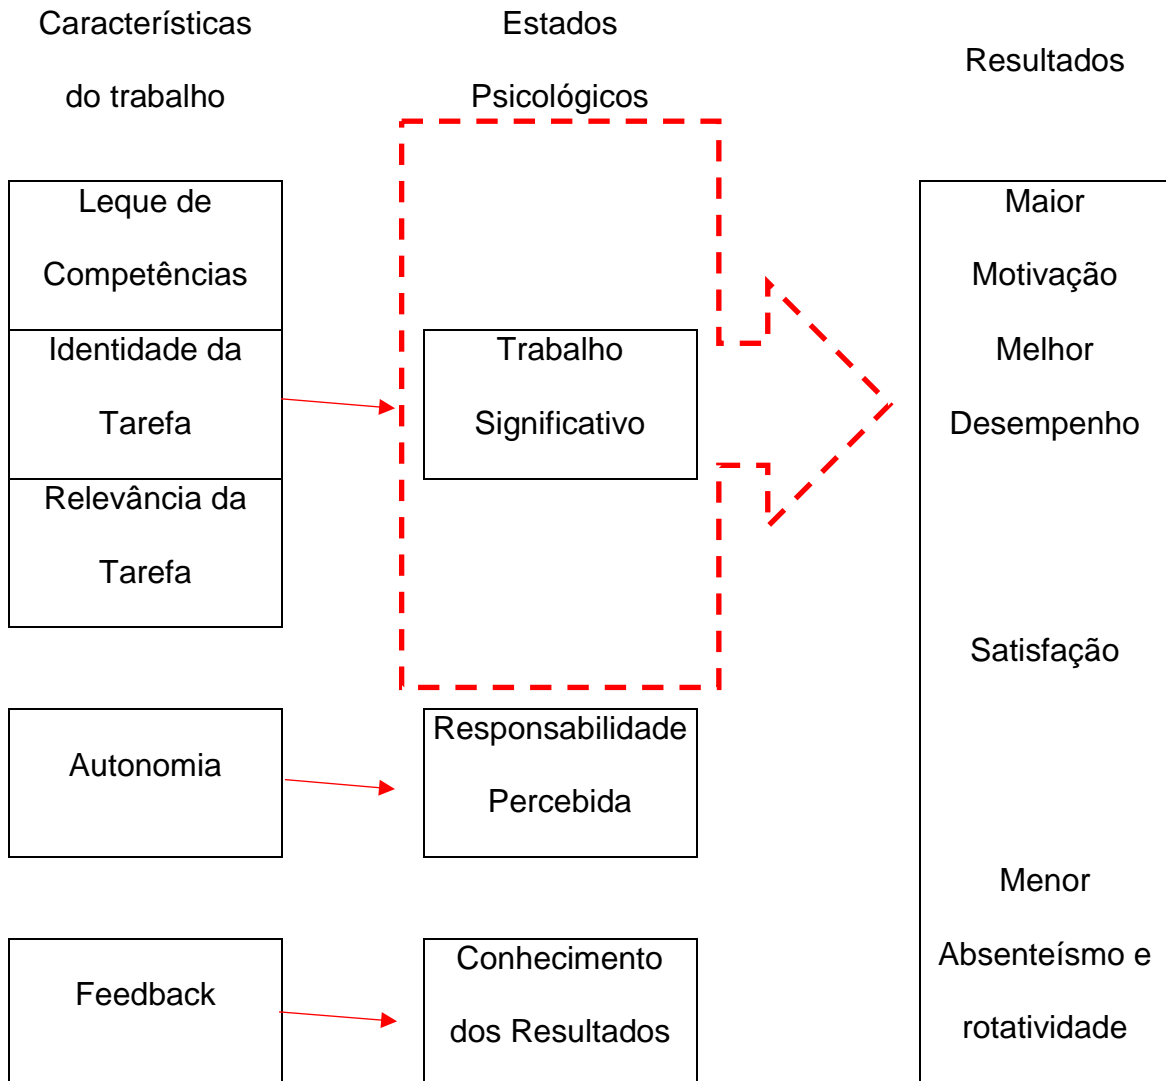 Características
do trabalho
Estados
Psicológicos
Resultados
Leque de
Competências
Identidade da
Tarefa
Relevância da
Tarefa
Trabalho
Significativo
Autonomia
Responsabilidade
Percebida
Feedback
Conhecimento
dos Resultados
Maior
Motivação
Melhor
Desempenho
Satisfação
Menor
Absenteísmo e
rotatividade